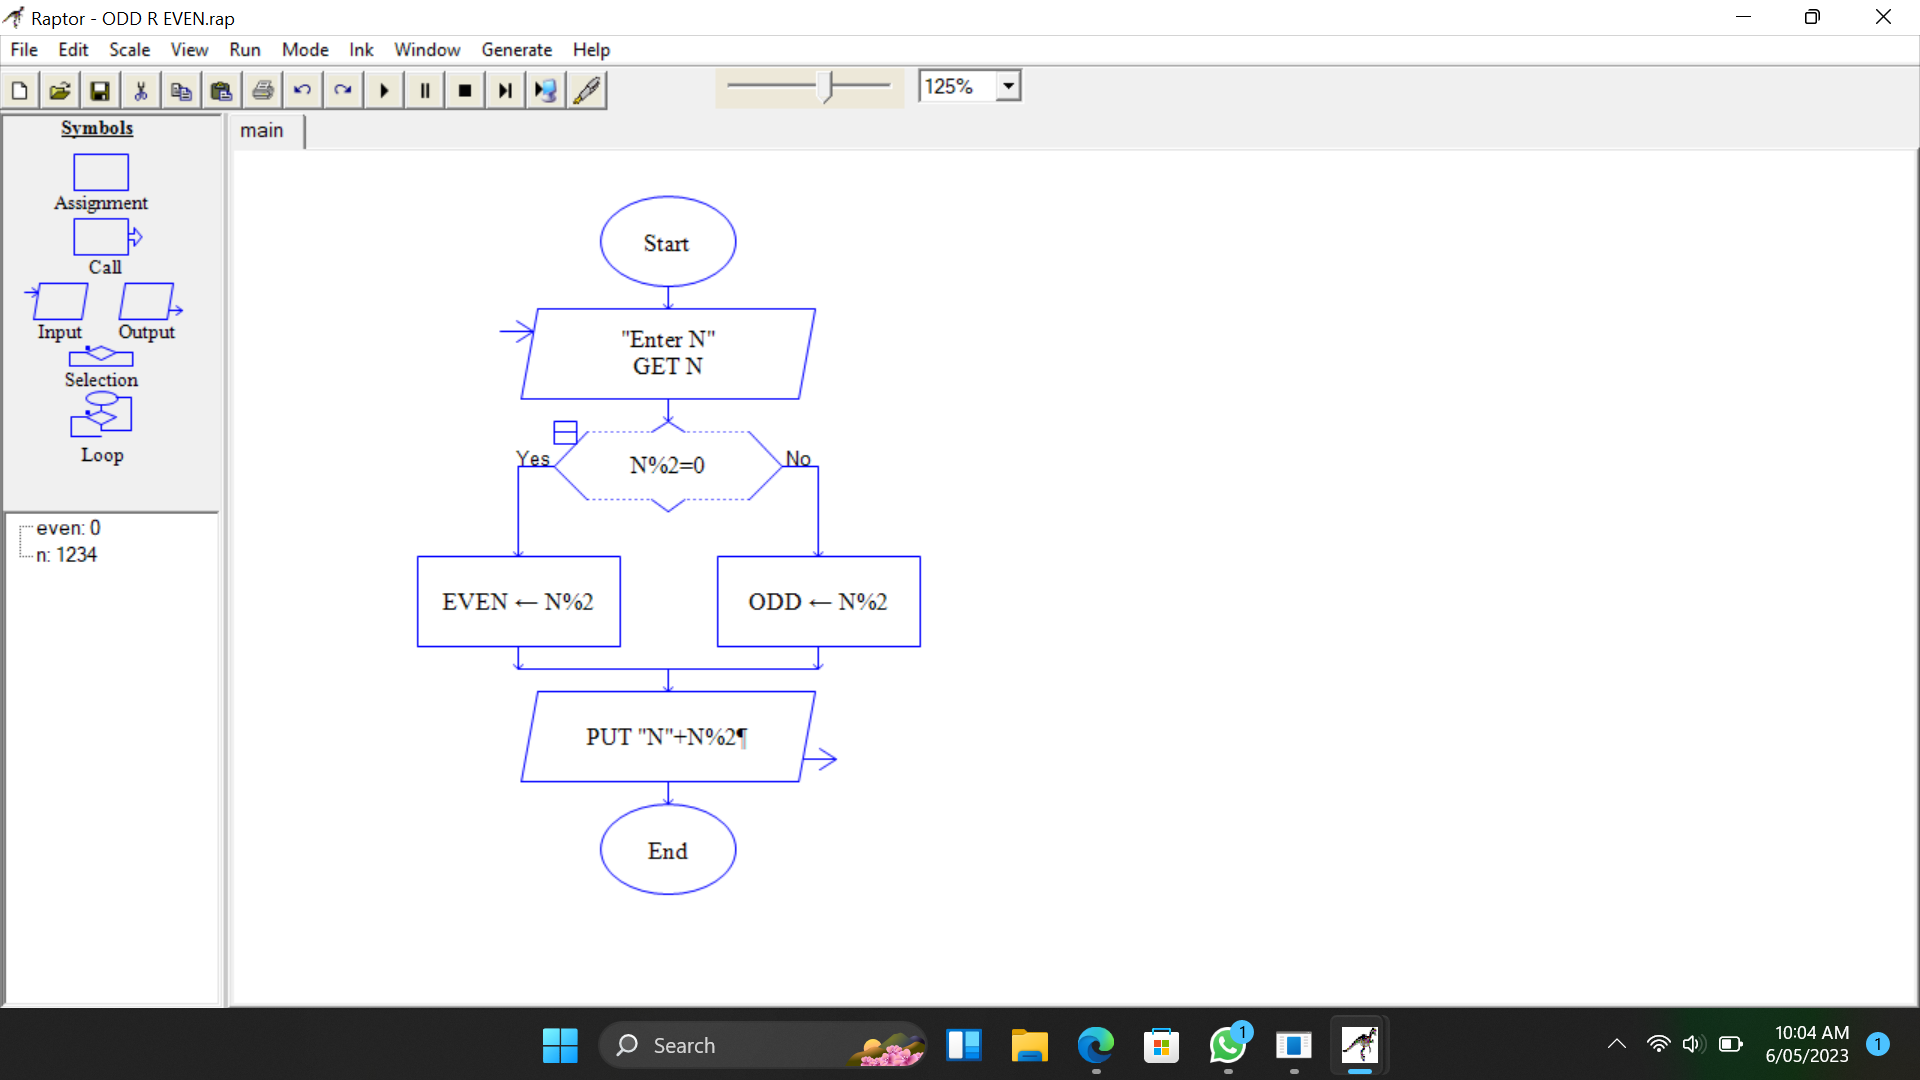 Raptor - ODD R EVEN.rap
File Edit Scale View Run Mode Ink Window Generate Help
125%
Symbols
Assignment
Call
Input Output
Selection
Loop
even: 0
n: 1234
main
Start
"Enter N"
GET N
Yes N%2=0 No
EVEN ← N%2 ODD ← N%2
PUT "N"+N%2¶
End
Search
1
10:04 AM
6/05/2023
1